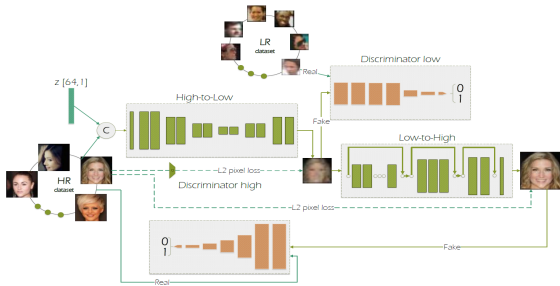 LR
dataset
Discriminator low
Real
z [64,1]
High-to-Low
0
1
C
Fake
Low-to-High
HR
dataset
L2 pixel loss
Discriminator high
L2 pixel loss
0
1
Fake
Real